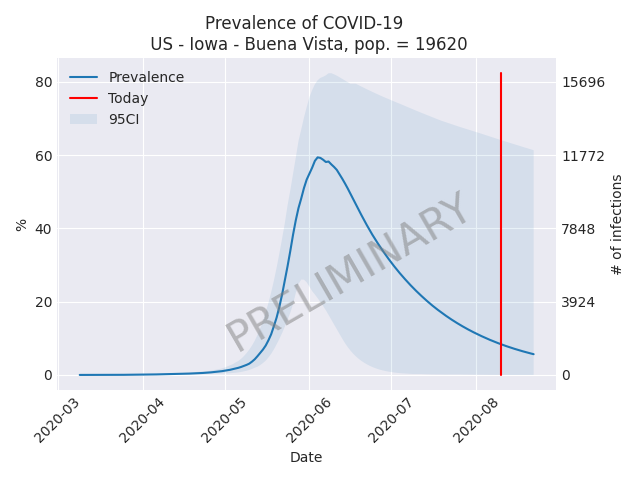 Prevalence of COVID-19
US - Iowa - Buena Vista, pop. = 19620
Prevalence
Today
95CI
80
60
40
20
0
%
15696
11772
7848
3924
0
# of infections
PRELIMINARY
2020-03
2020-04
2020-05
2020-06
2020-07
2020-08
Date